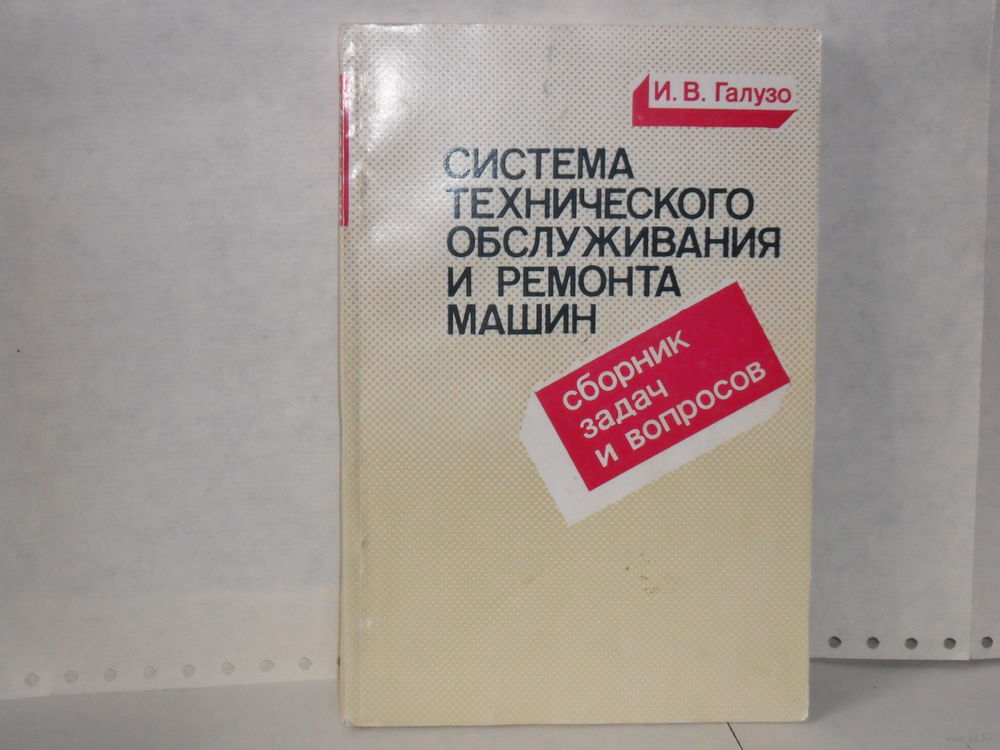 И. В. Галузо
СИСТЕМА
ТЕХНИЧЕСКОГО
ОБСЛУЖИВАНИЯ
И РЕМОНТА
МАШИН
сборник
задач
и вопросов